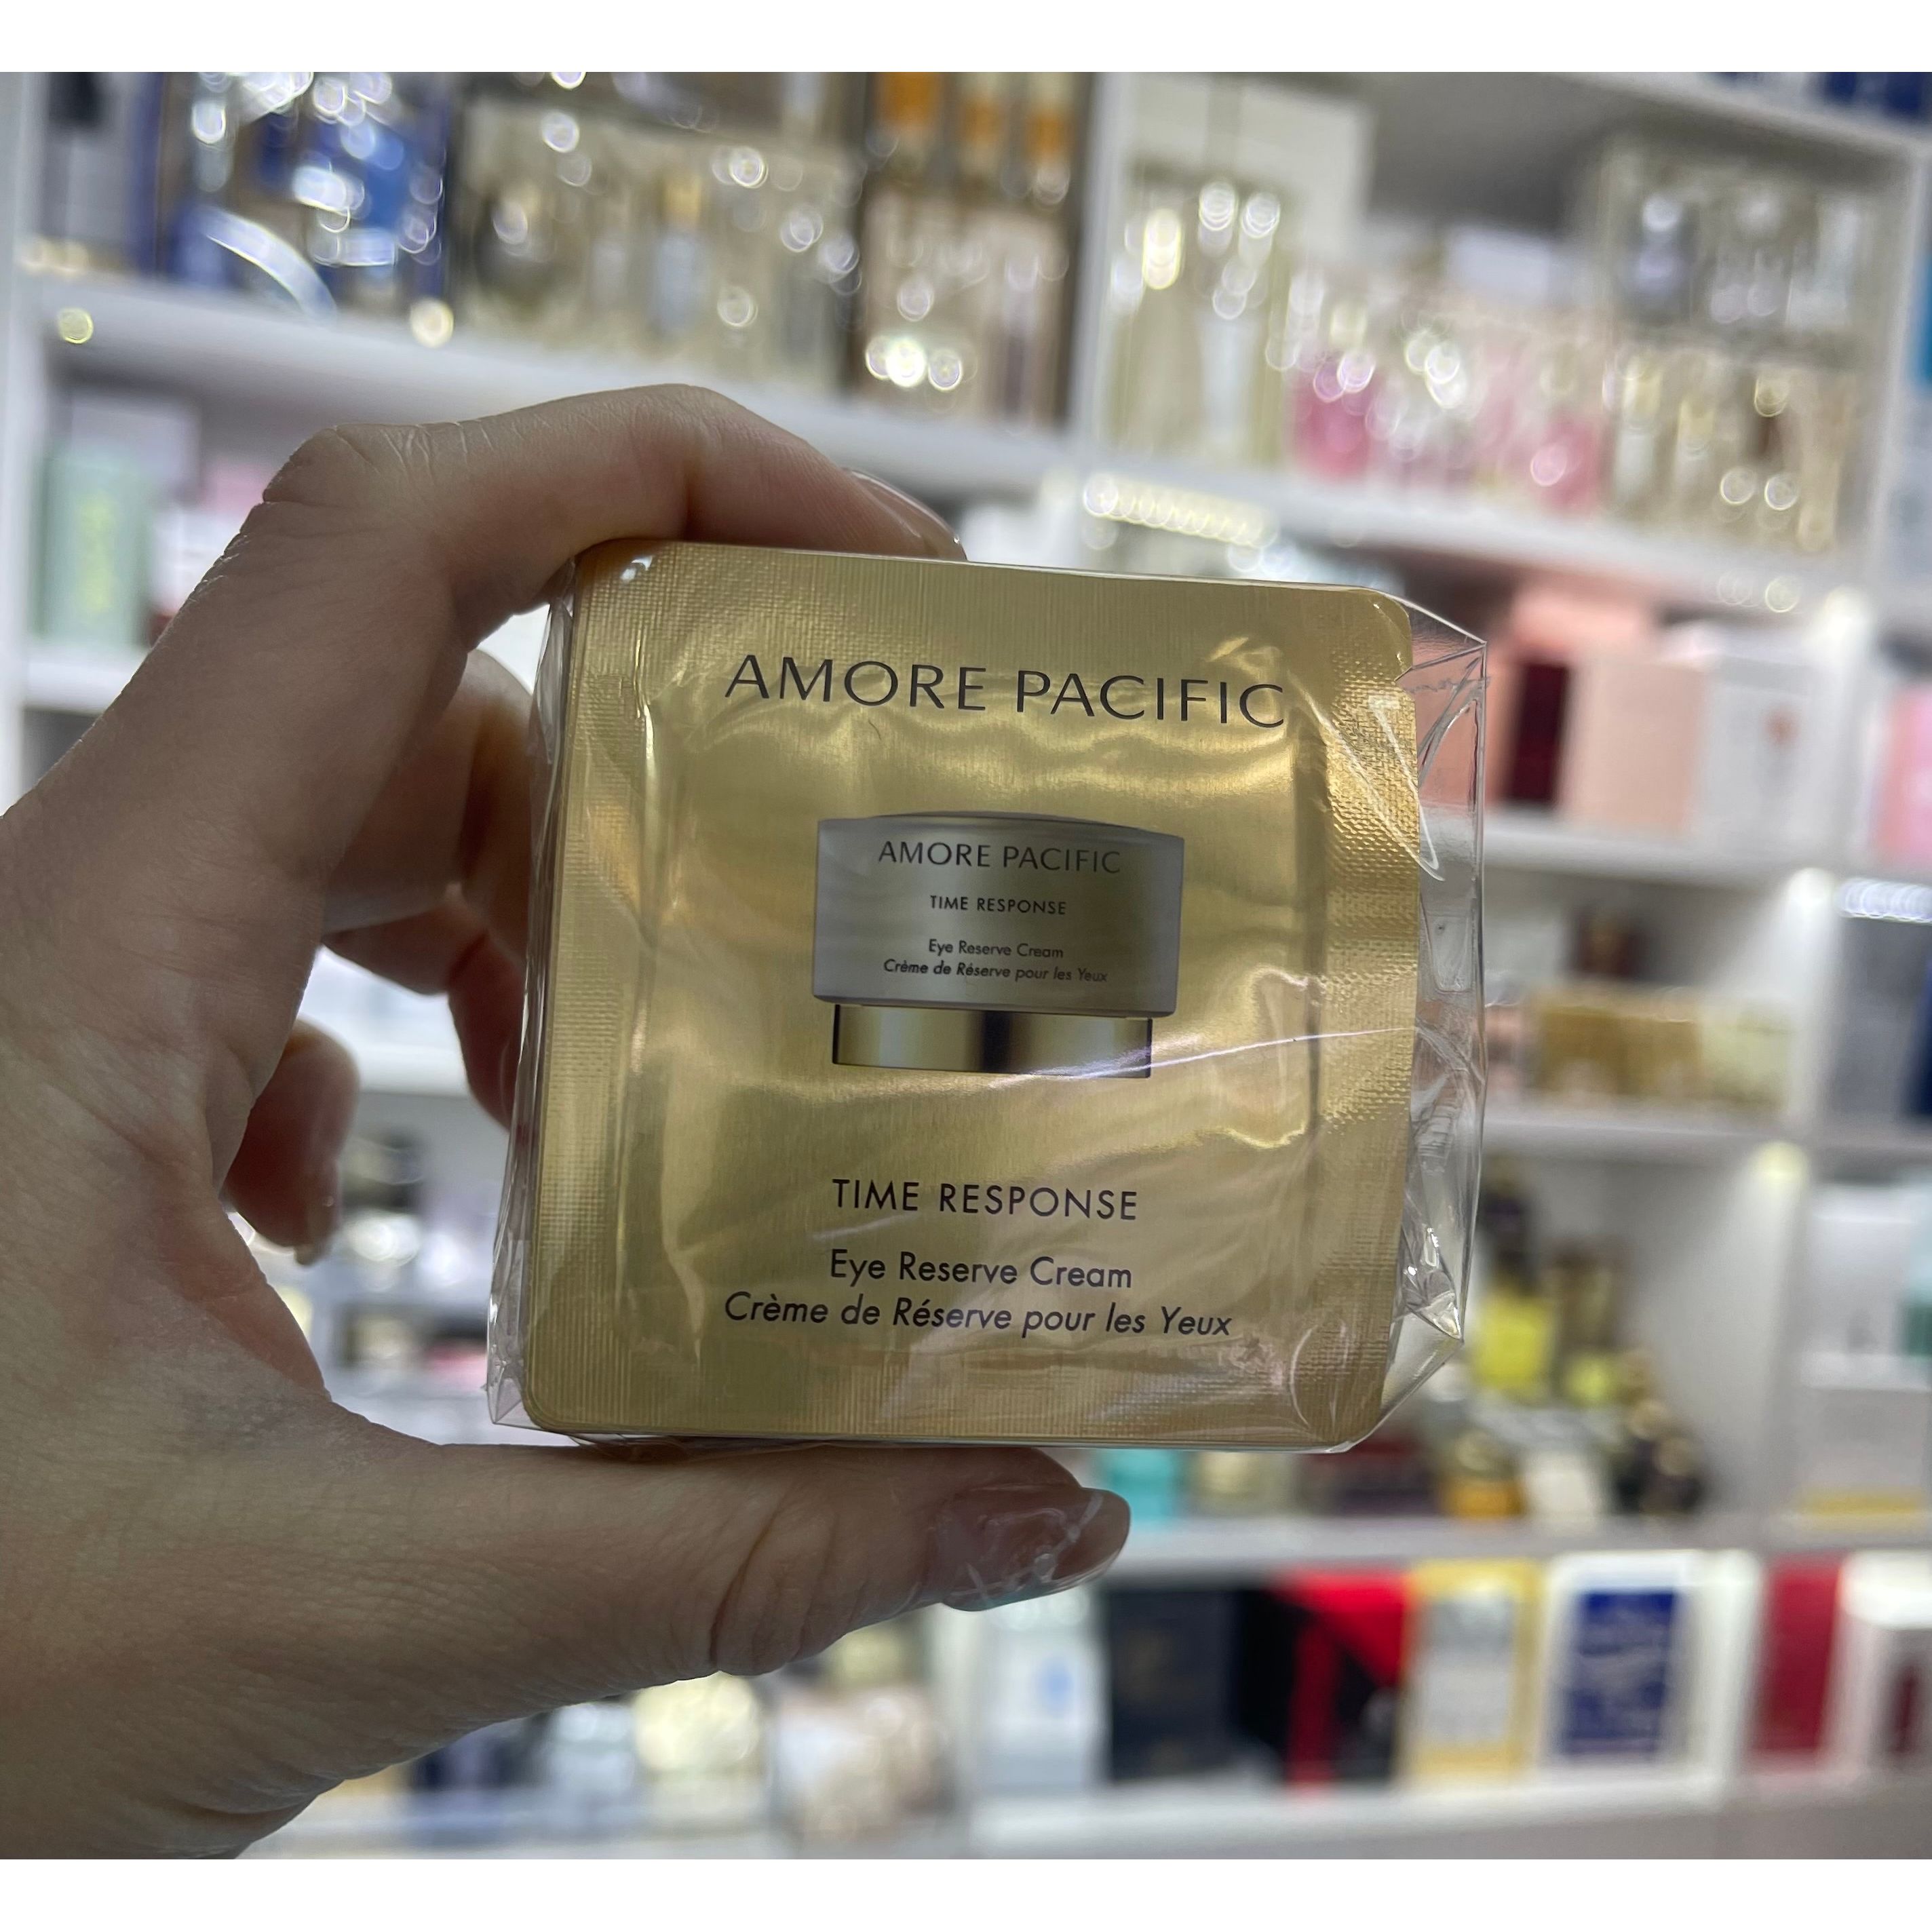 AMORE PACIFIC
AMORE PACIFIC
TIME RESPONSE
Eye Reserve Cream
Crème de Réserve pour les Yeux
TIME RESPONSE
Eye Reserve Cream
Crème de Réserve pour les Yeux